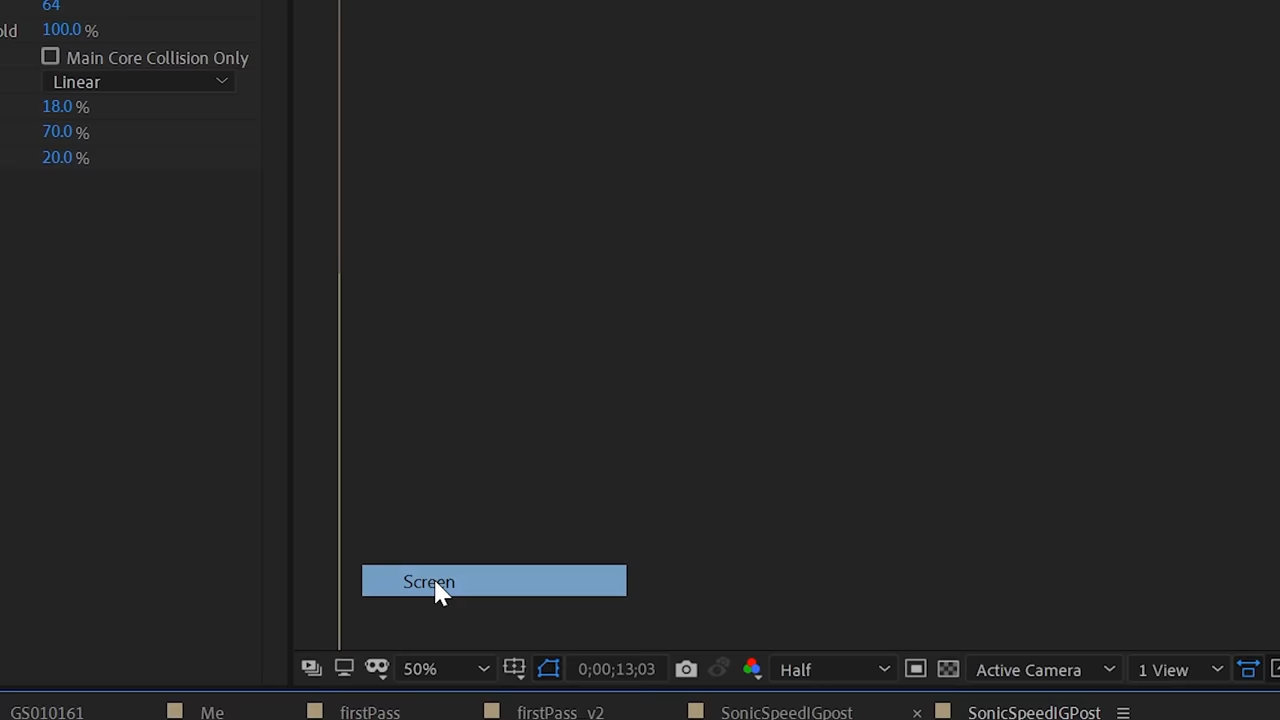 64
old 100.0 %
Main Core Collision Only
Linear
18.0 %
70.0 %
20.0 %
Screen
50% 0;00;13;03 Half Active Camera 1 View
GS010161 Me firstPass firstPass_v2 SonicSpeedIGpost × SonicSpeedIGPost